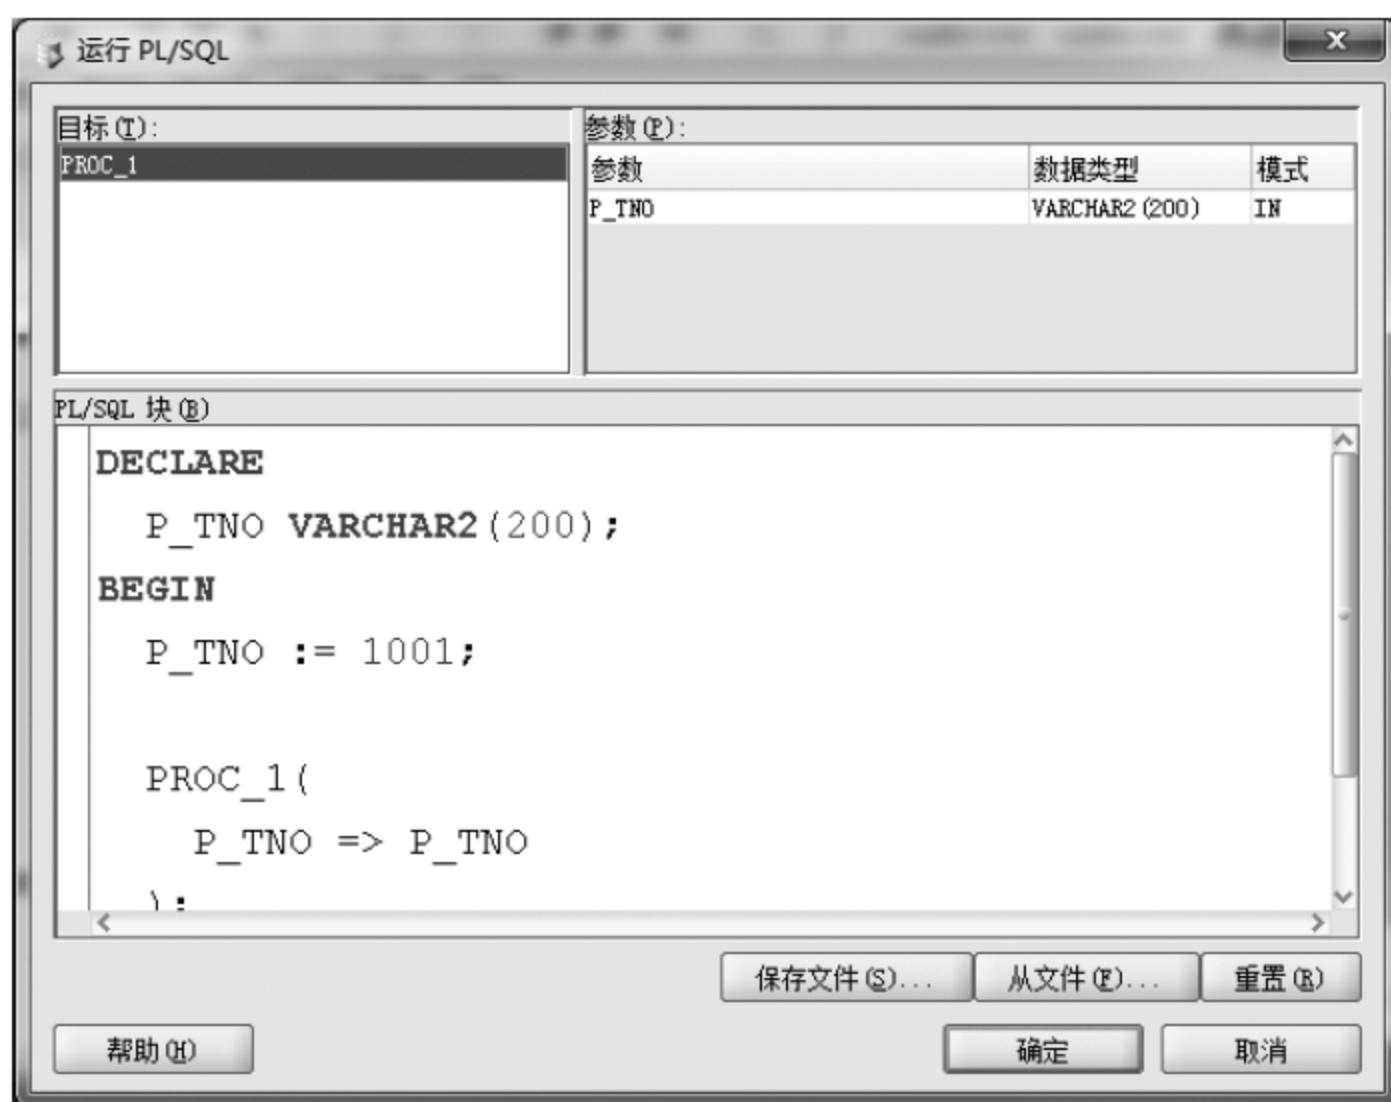 运行 PL/SQL
目标(T):
PROC_1
参数(P):
参数 数据类型 模式
P_TNO VARCHAR2(200) IN
PL/SQL 块(B)
DECLARE
P_TNO VARCHAR2(200);
BEGIN
P_TNO := 1001;
PROC_1(
P_TNO => P_TNO
);
保存文件(S)... 从文件(F)... 重置(R)
帮助(H) 确定 取消